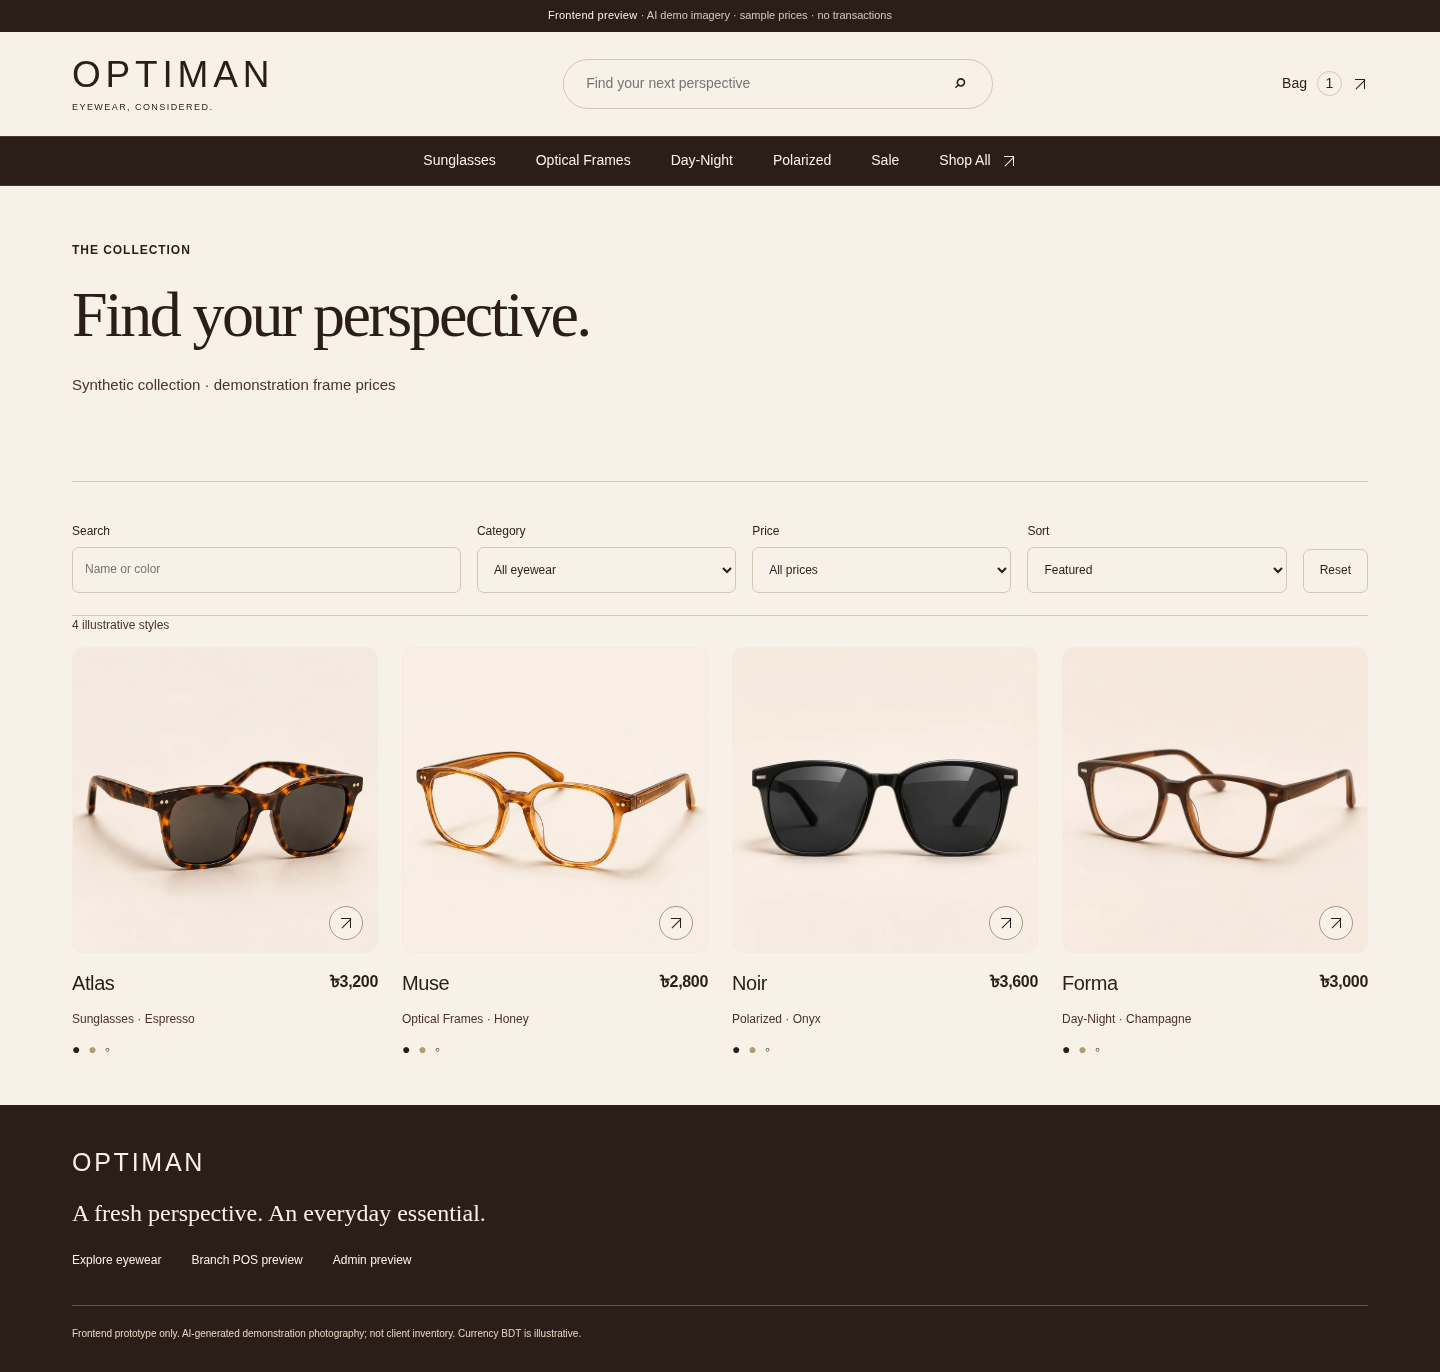 Frontend preview · AI demo imagery · sample prices · no transactions
OPTIMAN
EYEWEAR, CONSIDERED.
Find your next perspective
Bag 1
Sunglasses Optical Frames Day-Night Polarized Sale Shop All
THE COLLECTION
Find your perspective.
Synthetic collection · demonstration frame prices
Search Category Price Sort
Name or color All eyewear All prices Featured Reset
4 illustrative styles
Atlas ৳3,200 Muse ৳2,800 Noir ৳3,600 Forma ৳3,000
Sunglasses · Espresso Optical Frames · Honey Polarized · Onyx Day-Night · Champagne
OPTIMAN
A fresh perspective. An everyday essential.
Explore eyewear Branch POS preview Admin preview
Frontend prototype only. AI-generated demonstration photography; not client inventory. Currency BDT is illustrative.